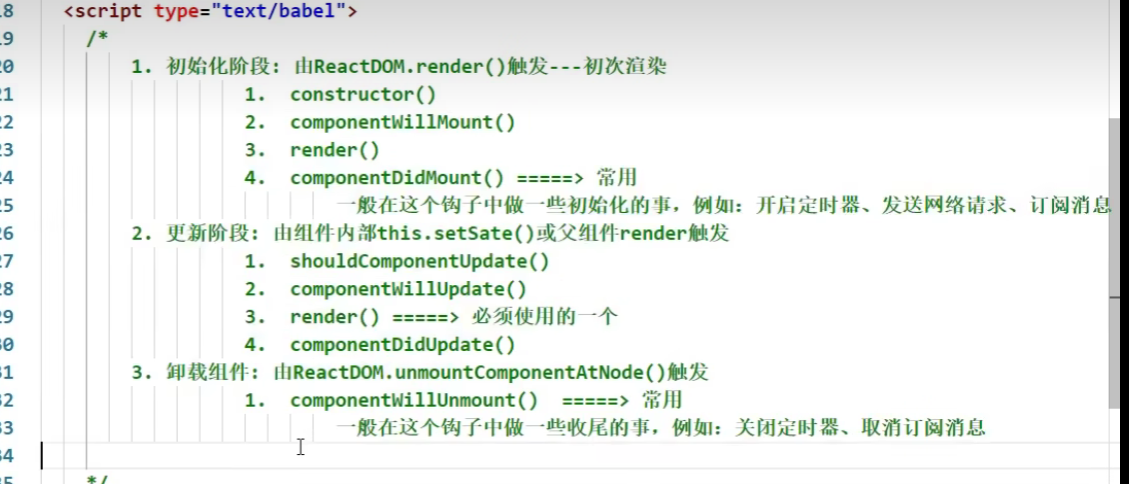 18 <script type="text/babel">
19 /*
20 1. 初始化阶段: 由ReactDOM.render()触发---初次渲染
21 1. constructor()
22 2. componentWillMount()
23 3. render()
24 4. componentDidMount() =====> 常用
25 一般在这个钩子中做一些初始化的事，例如：开启定时器、发送网络请求、订阅消息
26 2. 更新阶段: 由组件内部this.setSate()或父组件render触发
27 1. shouldComponentUpdate()
28 2. componentWillUpdate()
29 3. render() =====> 必须使用的一个
30 4. componentDidUpdate()
31 3. 卸载组件: 由ReactDOM.unmountComponentAtNode()触发
32 1. componentWillUnmount() =====> 常用
33 一般在这个钩子中做一些收尾的事，例如：关闭定时器、取消订阅消息
34
35 */